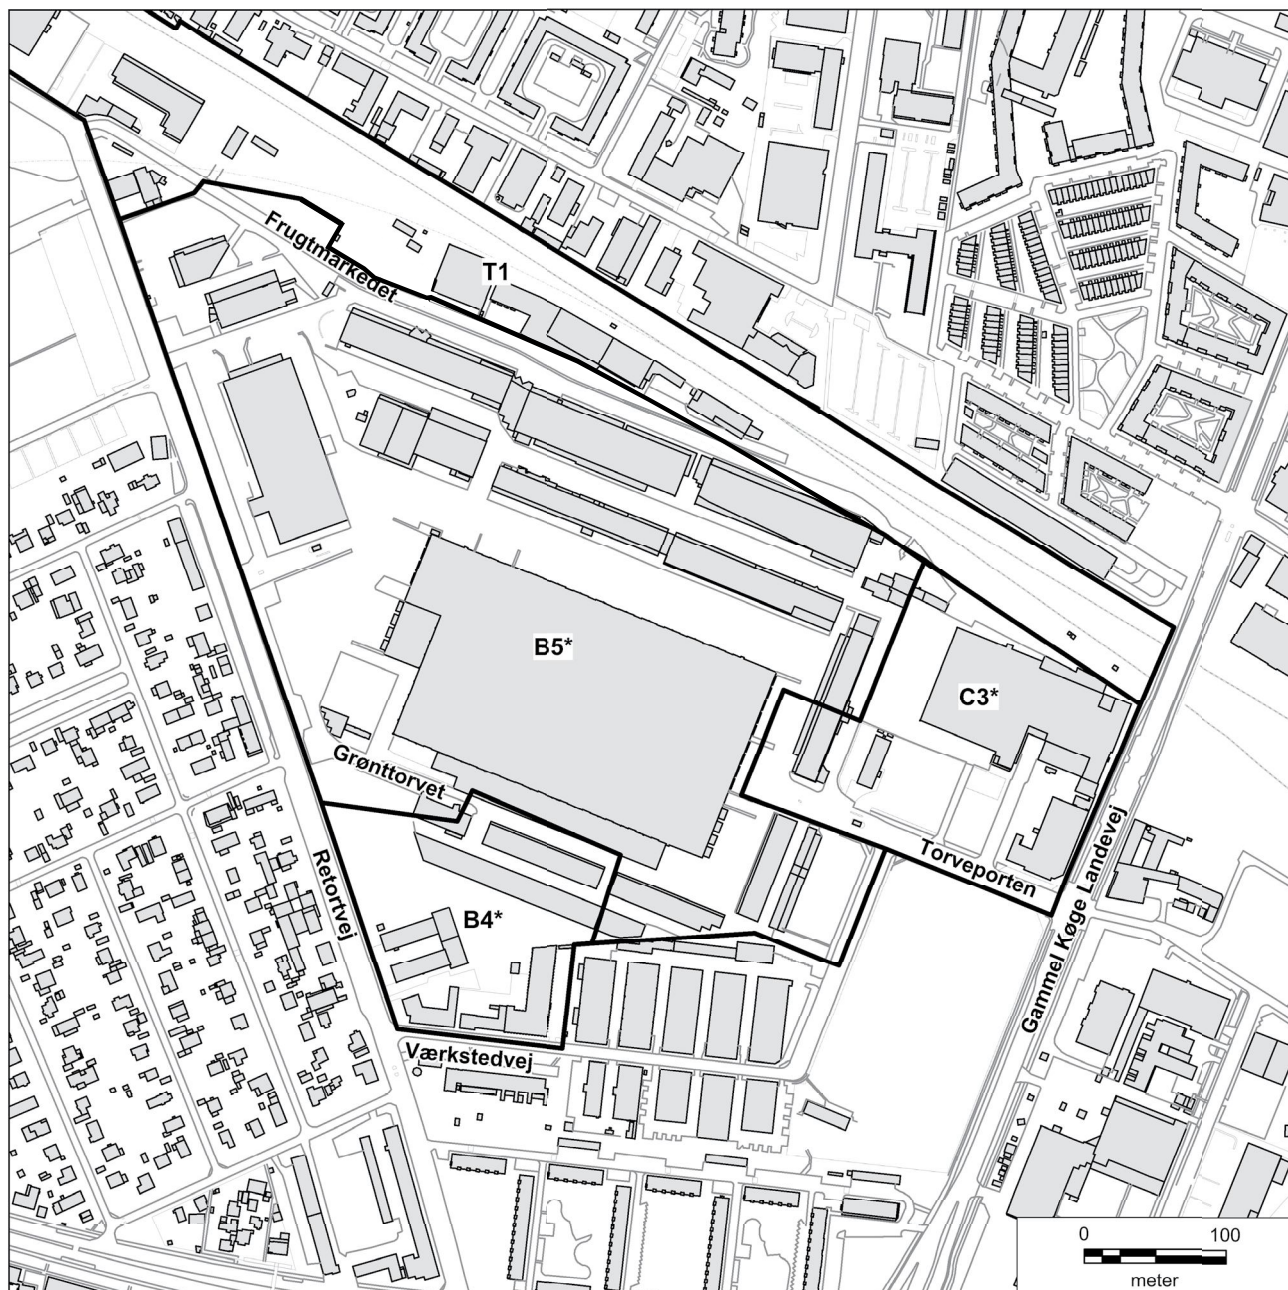 Frugtmarkedet
T1
B5*
C3*
Grønttorvet
Torveporten
Retortvej
B4*
Gammel Køge Landevej
Værkstedvej
0 100
meter